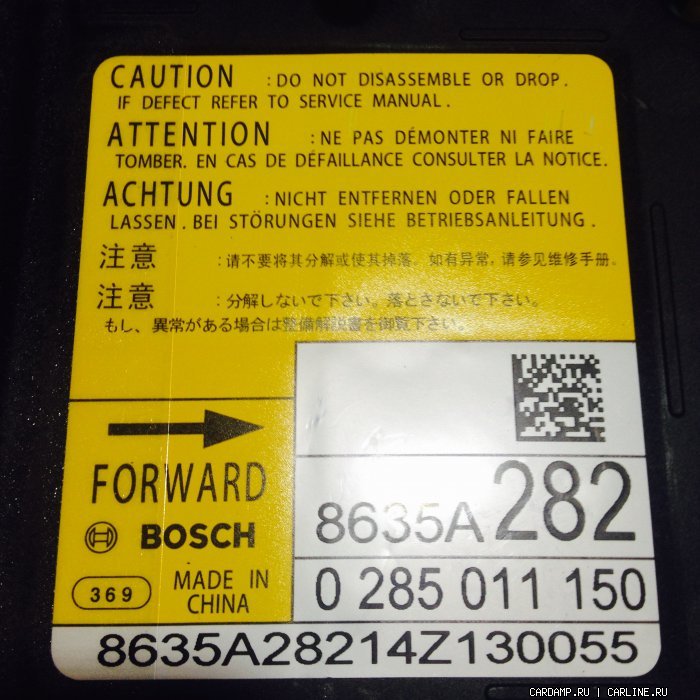 CAUTION : DO NOT DISASSEMBLE OR DROP.
IF DEFECT REFER TO SERVICE MANUAL.
ATTENTION : NE PAS DÉMONTER NI FAIRE
TOMBER. EN CAS DE DÉFAILLANCE CONSULTER LA NOTICE.
ACHTUNG : NICHT ENTFERNEN ODER FALLEN
LASSEN. BEI STÖRUNGEN SIEHE BETRIEBSANLEITUNG.
注意 : 请不要将其分解或使其掉落. 如有异常, 请参见维修手册.
注意 : 分解しないで下さい。落とさないで下さい。
もし、異常がある場合は整備解説書を御覧下さい。
FORWARD
BOSCH
369 MADE IN
CHINA
8635A 282
0 285 011 150
8635A28214Z130055
CARDAMP.RU | CARLINE.RU